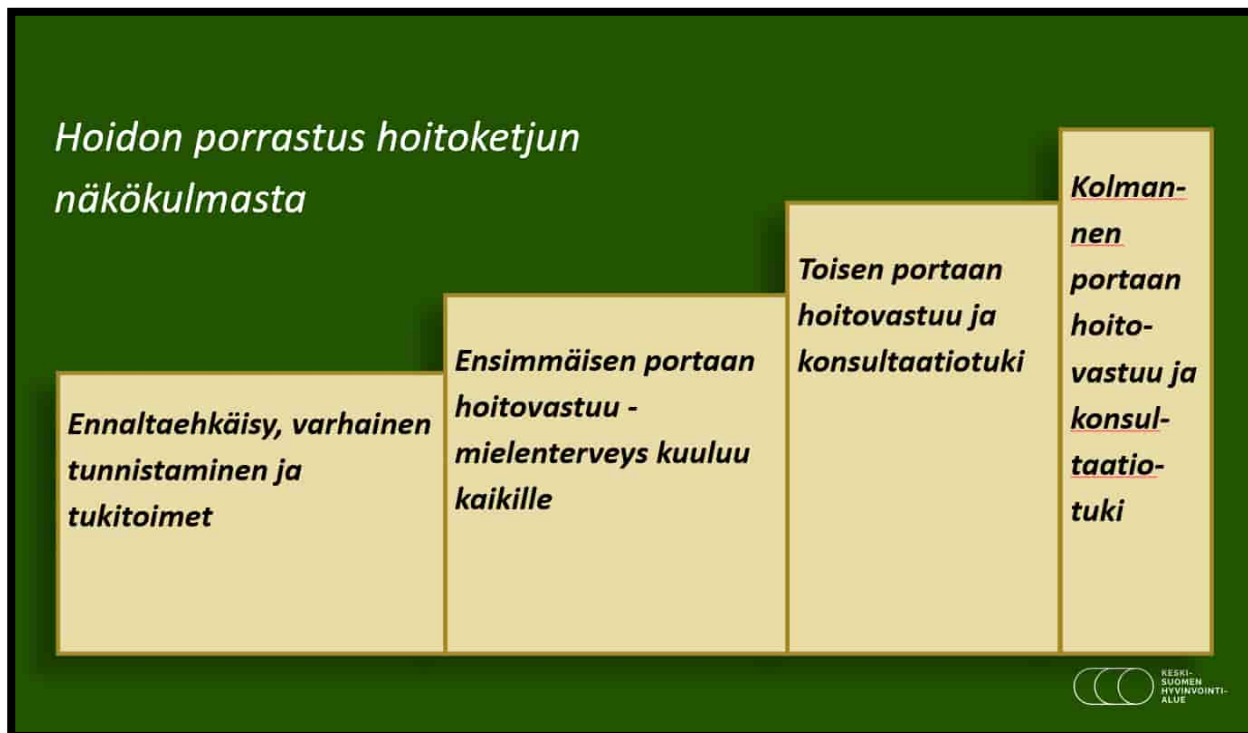 Hoidon porrastus hoitoketjun
näkökulmasta
Ennaltaehkäisy, varhainen
tunnistaminen ja
tukitoimet
Ensimmäisen portaan
hoitovastuu -
mielenterveys kuuluu
kaikille
Toisen portaan
hoitovastuu ja
konsultaatiotuki
Kolman-
nen
portaan
hoito-
vastuu ja
konsul-
taatio-
tuki
KESKI-
SUOMEN
HYVINVOINTI-
ALUE